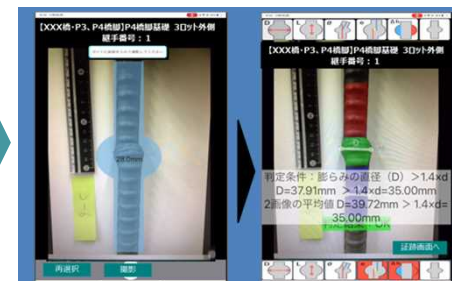 【XXX橋・P3、P4橋脚】P4橋脚基礎 3ロット外側
継手番号：1
25.0mm
再選択
撮影
【XXX橋・P3、P4橋脚】P4橋脚基礎 3ロット外側
継手番号：1
判定条件：膨らみの直径（D）＞1.4×d
D=37.91mm ＞1.4×d=35.00mm
2画像の平均値 D=39.72mm ＞1.4×d=
35.00mm
証跡画面へ